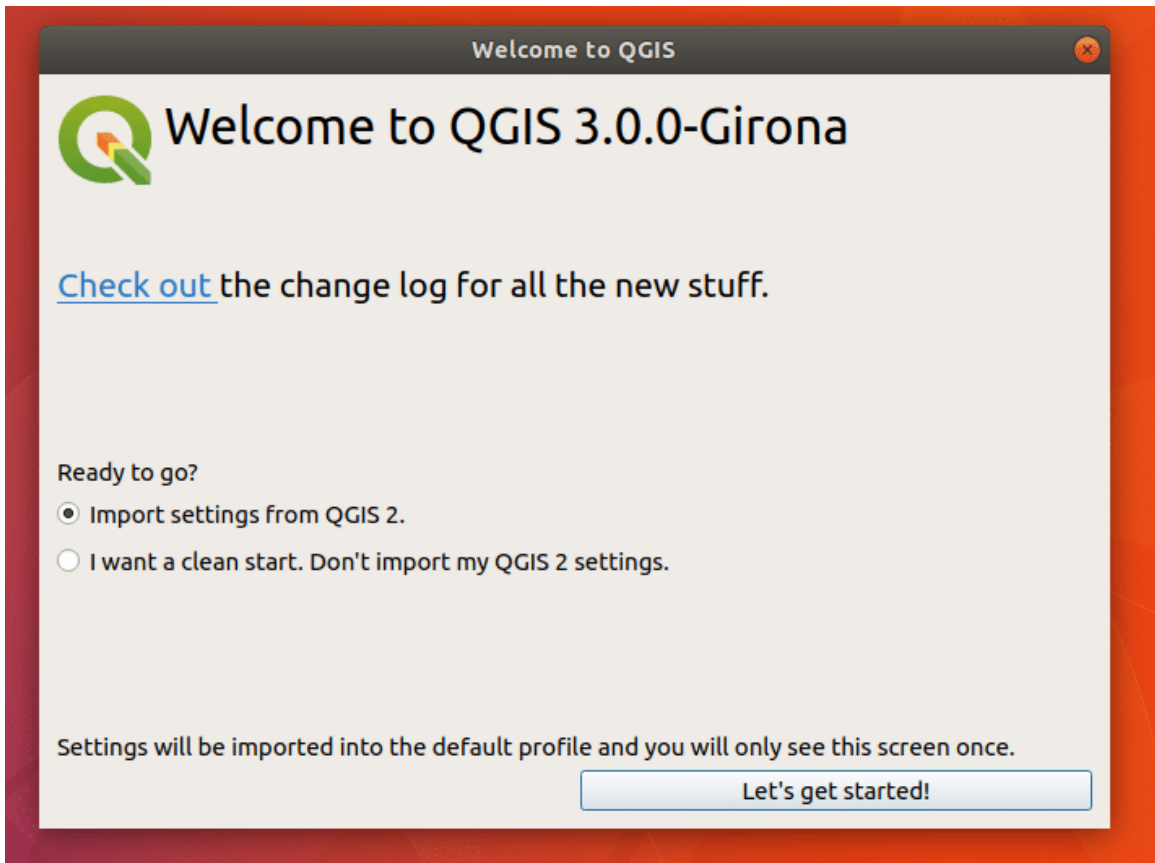 Welcome to QGIS
Welcome to QGIS 3.0.0-Girona
Check out the change log for all the new stuff.
Ready to go?
Import settings from QGIS 2.
I want a clean start. Don't import my QGIS 2 settings.
Settings will be imported into the default profile and you will only see this screen once.
Let's get started!